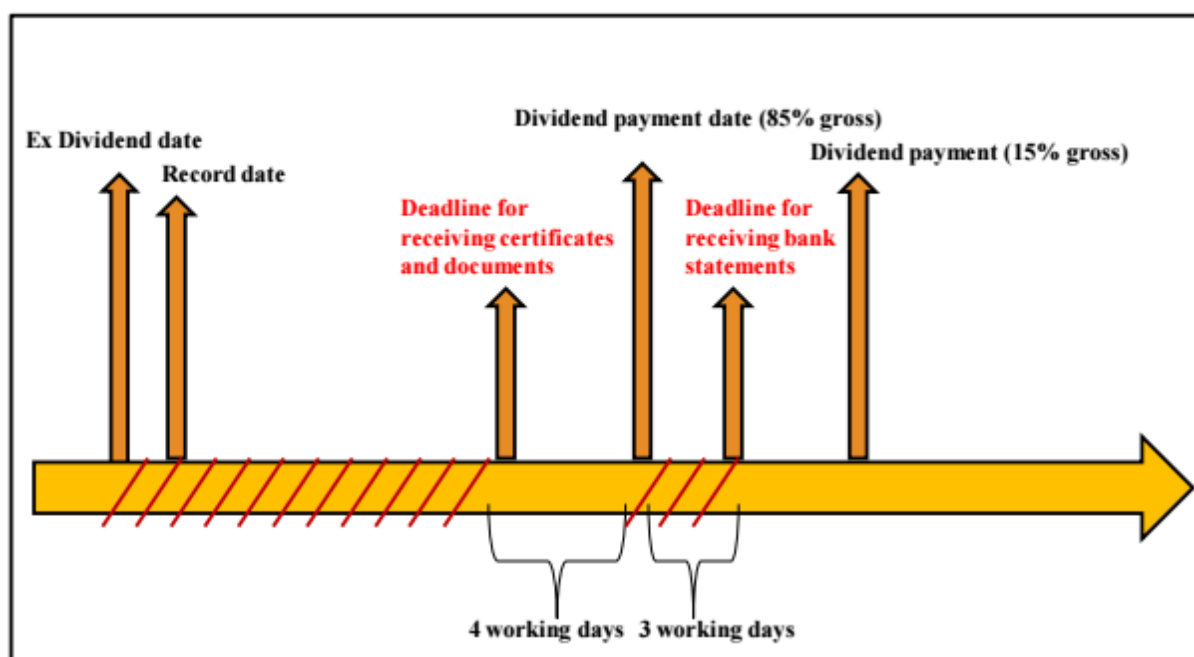 Ex Dividend date
Record date
Deadline for
receiving certificates
and documents
Dividend payment date (85% gross)
Deadline for
receiving bank
statements
Dividend payment (15% gross)
4 working days
3 working days